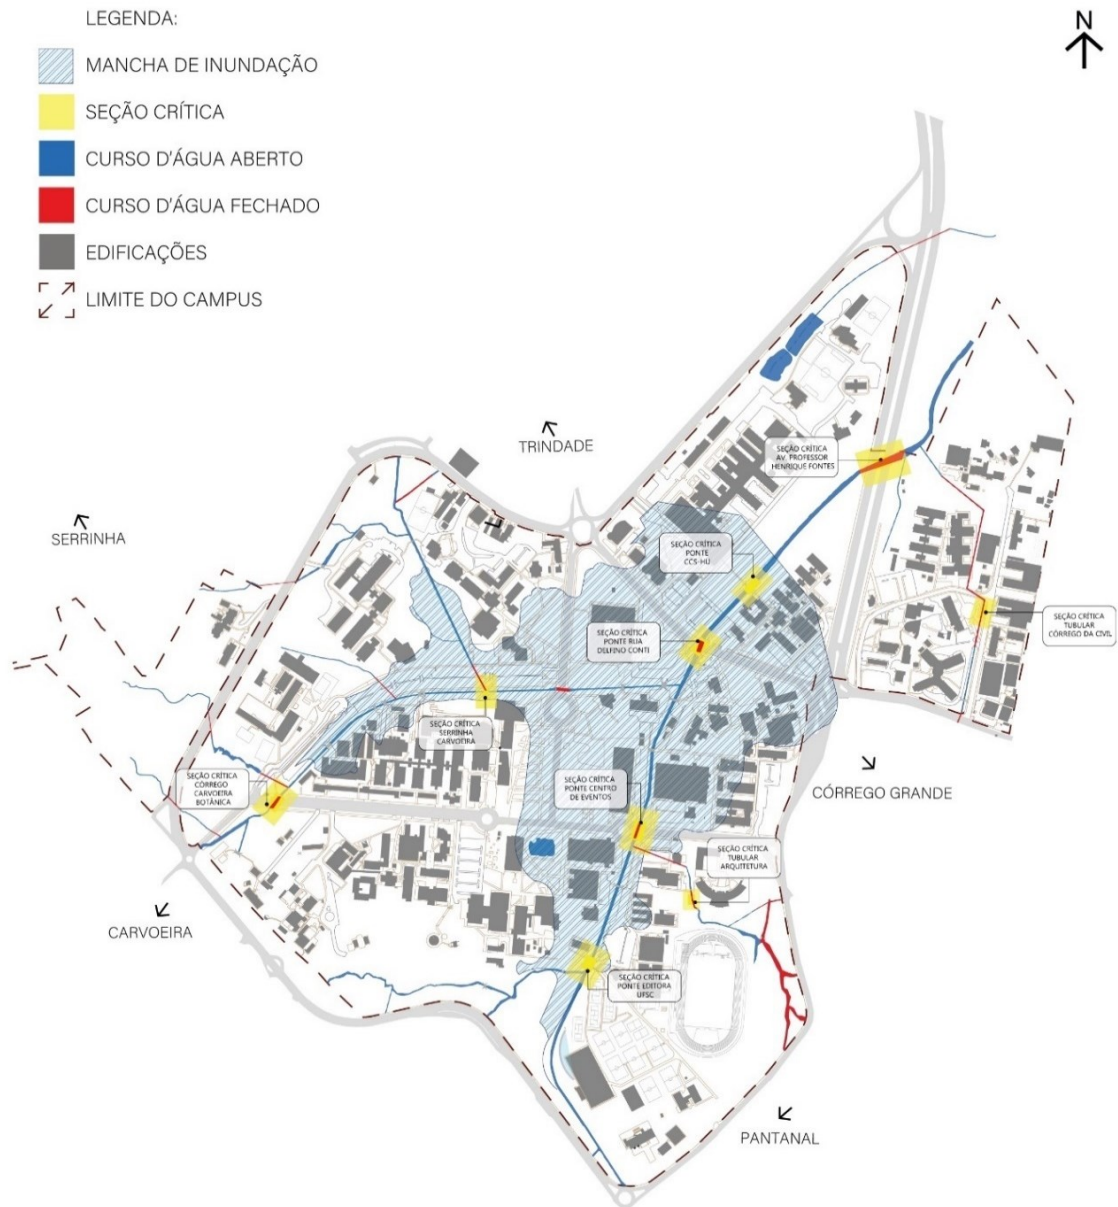 LEGENDA:
MANCHA DE INUNDAÇÃO
SEÇÃO CRÍTICA
CURSO D'ÁGUA ABERTO
CURSO D'ÁGUA FECHADO
EDIFICAÇÕES
LIMITE DO CAMPUS
N
TRINDADE
SERRINHA
SEÇÃO CRÍTICA
AV. PROFESSOR
HENRIQUE FONTES
SEÇÃO CRÍTICA
PONTE
CCS-HU
SEÇÃO CRÍTICA
PONTE RUA
DELFINO CONTI
SEÇÃO CRÍTICA
TUBULAR
CÓRREGO DA CIVIL
SEÇÃO CRÍTICA
SERRINHA
CARVOEIRA
SEÇÃO CRÍTICA
CÓRREGO
CARVOEIRA
BOTÂNICA
SEÇÃO CRÍTICA
PONTE CENTRO
DE EVENTOS
CÓRREGO GRANDE
SEÇÃO CRÍTICA
TUBULAR
ARQUITETURA
CARVOEIRA
SEÇÃO CRÍTICA
PONTE EDITORA
UFSC
PANTANAL